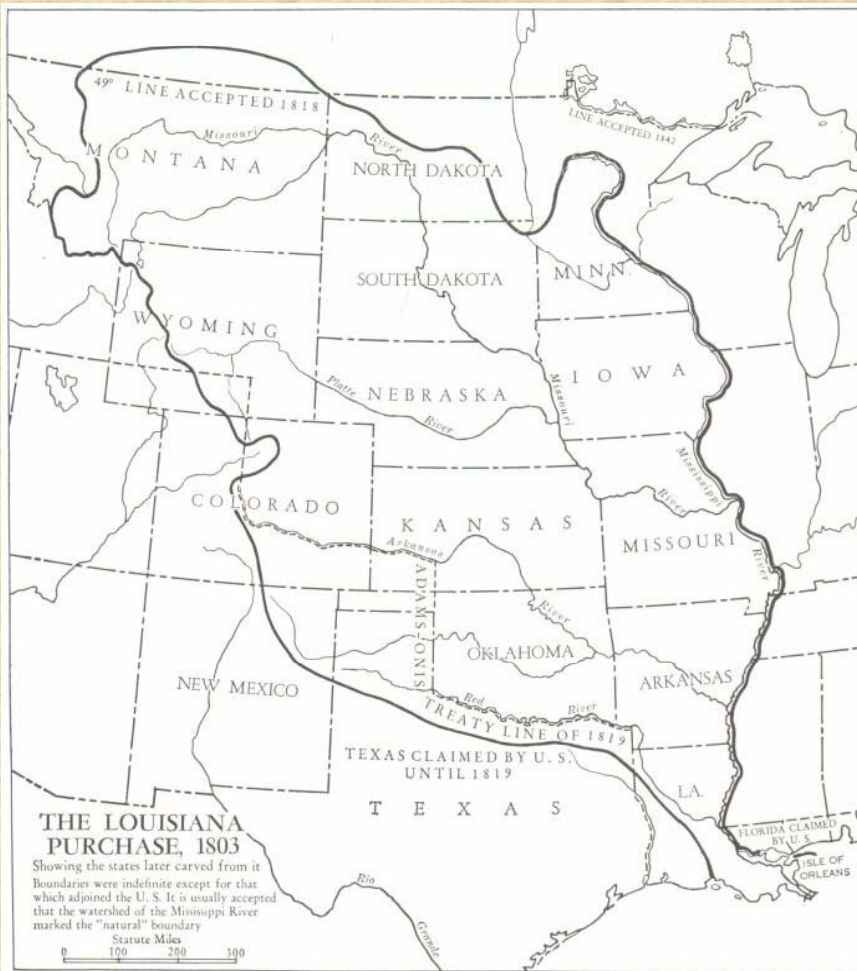 49° LINE ACCEPTED 1818
LINE ACCEPTED 1842
Missouri
River
MONTANA
NORTH DAKOTA
SOUTH DAKOTA
MINN.
WYOMING
IOWA
Missouri
Platte
River
NEBRASKA
Mississippi
River
River
COLORADO
KANSAS
MISSOURI
Arkansas
River
ADAMS-ONIS
OKLAHOMA
ARKANSAS
NEW MEXICO
Red
River
TREATY LINE OF 1819
TEXAS CLAIMED BY U. S.
UNTIL 1819
TEXAS
LA.
FLORIDA CLAIMED
BY U. S.
ISLE OF
ORLEANS
Rio
Grande
THE LOUISIANA
PURCHASE, 1803
Showing the states later carved from it
Boundaries were indefinite except for that
which adjoined the U. S. It is usually accepted
that the watershed of the Mississippi River
marked the "natural" boundary
Statute Miles
0 100 200 300